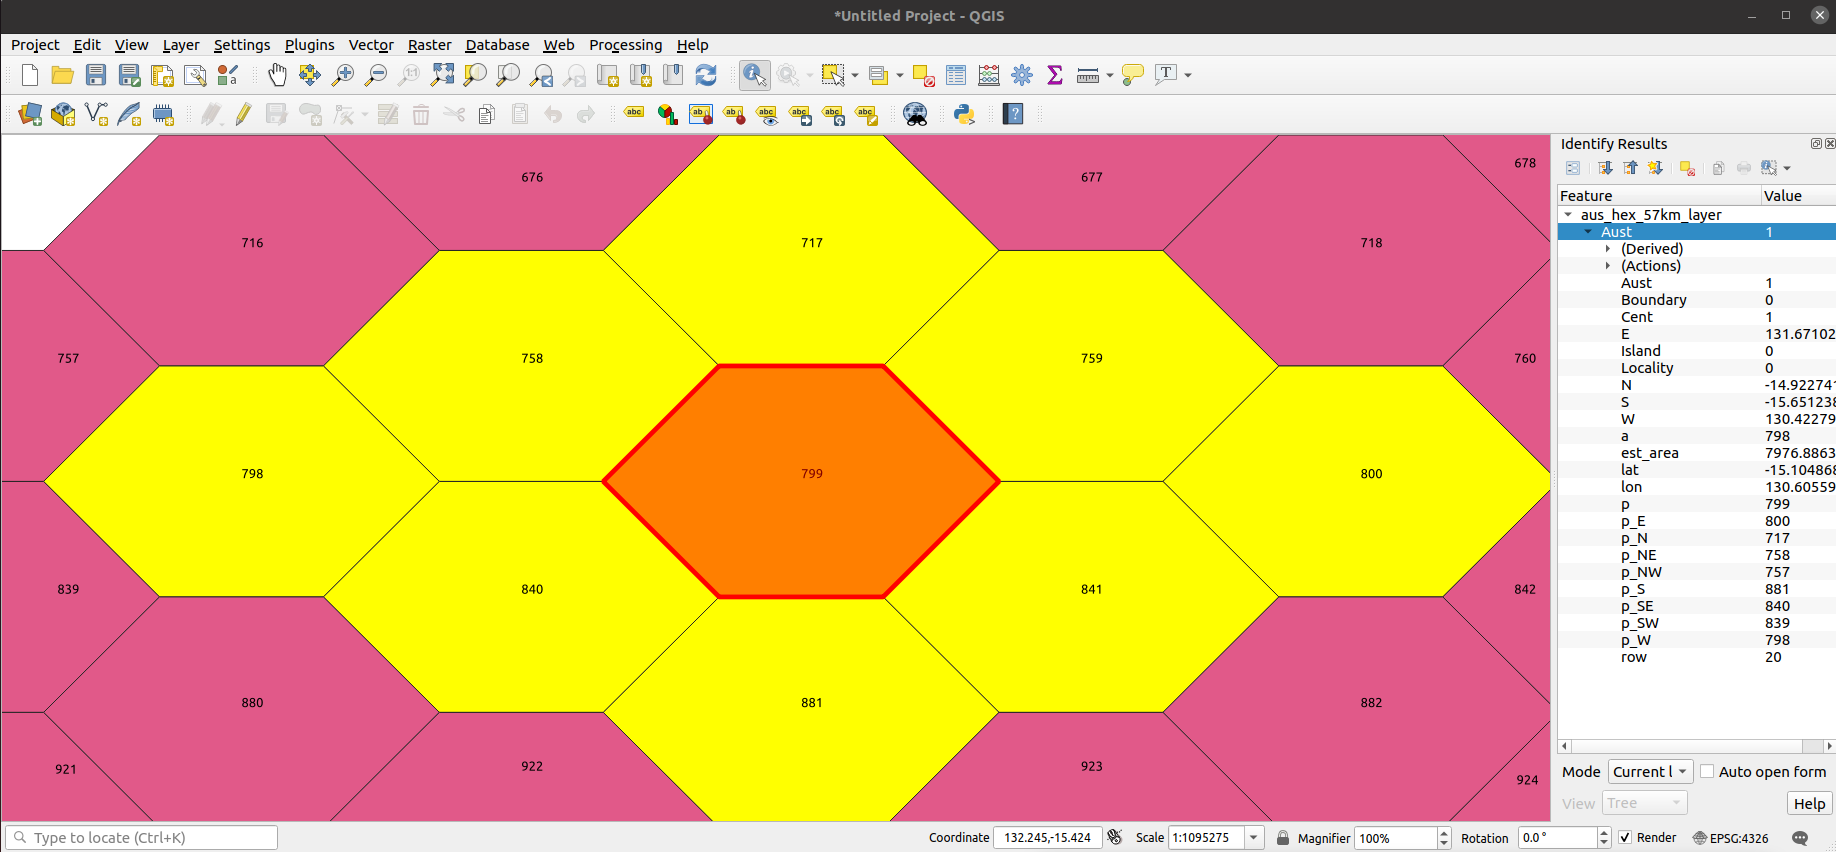 *Untitled Project - QGIS
Project Edit View Layer Settings Plugins Vector Raster Database Web Processing Help
676
677
678
716
717
718
757
758
759
760
798
799
800
839
840
841
842
880
881
882
921
922
923
924
Identify Results
Feature Value
aus_hex_57km_layer
Aust 1
(Derived)
(Actions)
Aust 1
Boundary 0
Cent 1
E 131.67102
Island 0
Locality 0
N -14.922741
S -15.651238
W 130.42279
a 798
est_area 7976.8863
lat -15.104868
lon 130.60559
p 799
p_E 800
p_N 717
p_NE 758
p_NW 757
p_S 881
p_SE 840
p_SW 839
p_W 798
row 20
Mode Current l Auto open form
View Tree Help
Type to locate (Ctrl+K) Coordinate 132.245,-15.424 Scale 1:1095275 Magnifier 100% Rotation 0.0 ° Render EPSG:4326